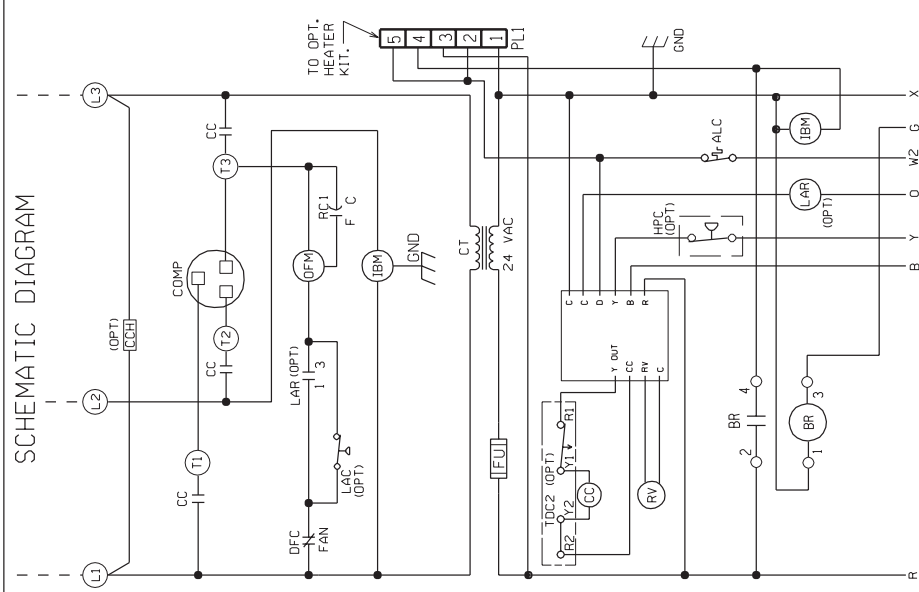 SCHEMATIC DIAGRAM
L1
L2
L3
(OPT)
CCH
COMP
CC
T1
CC
T2
T3
CC
DFC
FAN
LAR (OPT)
1 3
LAC
(OPT)
OFM
RC1
F C
IBM
GND
CT
24 VAC
FU
TO OPT.
HEATER
KIT.
5
4
3
2
1
PL1
GND
TDC2 (OPT)
R2
Y2
Y1
R1
CC
RV
Y OUT
CC
RV
C
C
C
D
Y
B
R
HPC
(OPT)
ALC
LAR
(OPT)
IBM
BR
2
4
BR
1
3
R
B
Y
O
W2
G
X